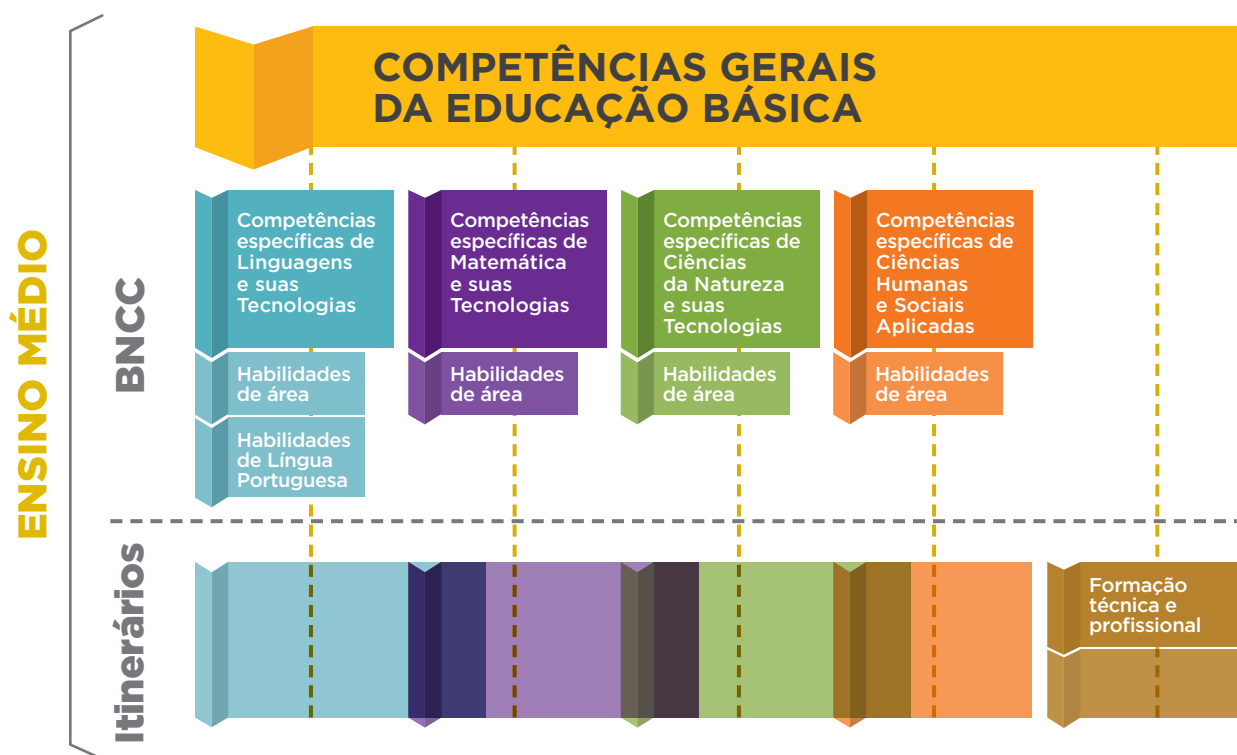 COMPETÊNCIAS GERAIS
DA EDUCAÇÃO BÁSICA
ENSINO MÉDIO
BNCC
Competências
específicas de
Linguagens
e suas
Tecnologias
Habilidades
de área
Habilidades
de Língua
Portuguesa
Competências
específicas de
Matemática
e suas
Tecnologias
Habilidades
de área
Competências
específicas de
Ciências
da Natureza
e suas
Tecnologias
Habilidades
de área
Competências
específicas de
Ciências
Humanas
e Sociais
Aplicadas
Habilidades
de área
Itinerários
Formação
técnica e
profissional